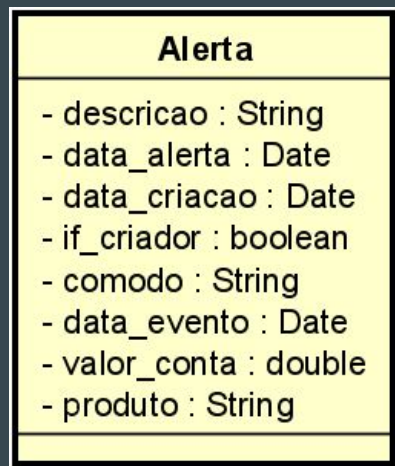 Alerta
- descricao : String
- data_alerta : Date
- data_criacao : Date
- if_criador : boolean
- comodo : String
- data_evento : Date
- valor_conta : double
- produto : String